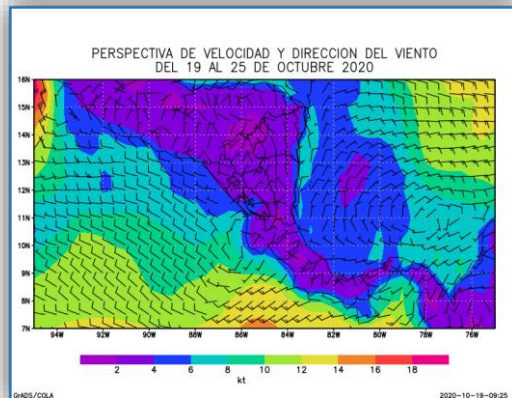 PERSPECTIVA DE VELOCIDAD Y DIRECCION DEL VIENTO
DEL 19 AL 25 DE OCTUBRE 2020
16N
15N
14N
13N
12N
11N
10N
9N
8N
7N
94W 92W 90W 88W 86W 84W 82W 80W 78W 76W
2 4 6 8 10 12 14 16 18
kt
GrADS/COLA 2020-10-19-09:25